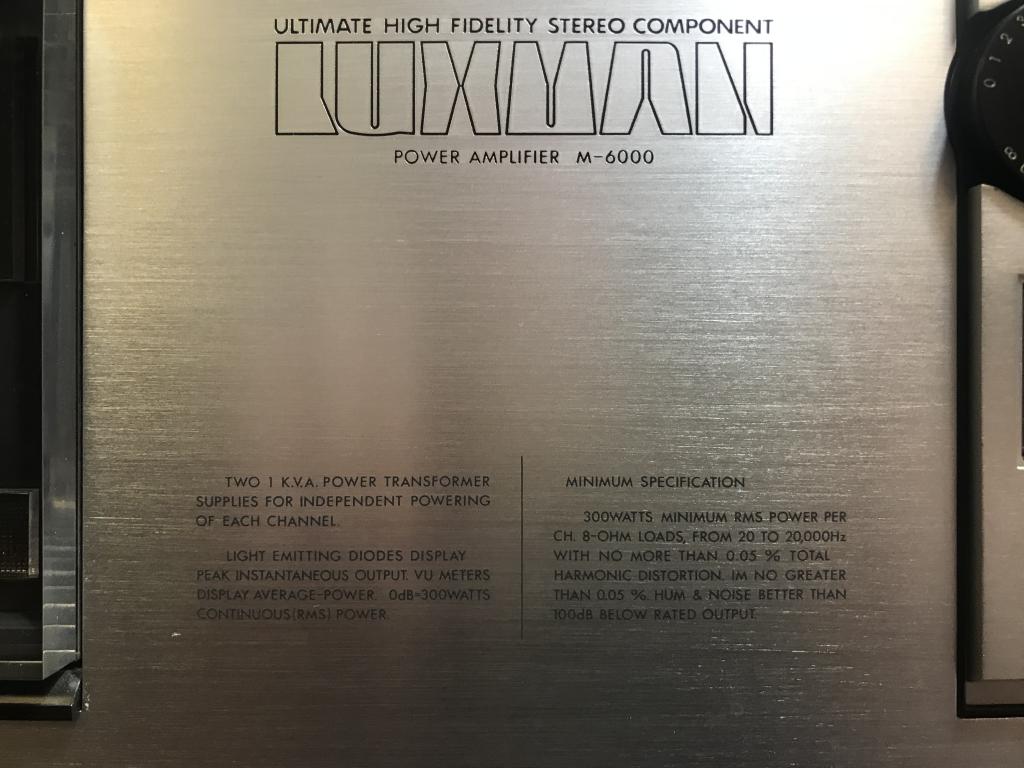 ULTIMATE HIGH FIDELITY STEREO COMPONENT
LUXMAN
POWER AMPLIFIER M-6000
TWO 1 K.V.A. POWER TRANSFORMER
SUPPLIES FOR INDEPENDENT POWERING
OF EACH CHANNEL.
LIGHT EMITTING DIODES DISPLAY
PEAK INSTANTANEOUS OUTPUT. VU METERS
DISPLAY AVERAGE-POWER. 0dB=300WATTS
CONTINUOUS(RMS) POWER.
MINIMUM SPECIFICATION
300WATTS MINIMUM RMS POWER PER
CH. 8-OHM LOADS, FROM 20 TO 20,000Hz
WITH NO MORE THAN 0.05 % TOTAL
HARMONIC DISTORTION. IM NO GREATER
THAN 0.05 %. HUM & NOISE BETTER THAN
100dB BELOW RATED OUTPUT.
0 1 2
8